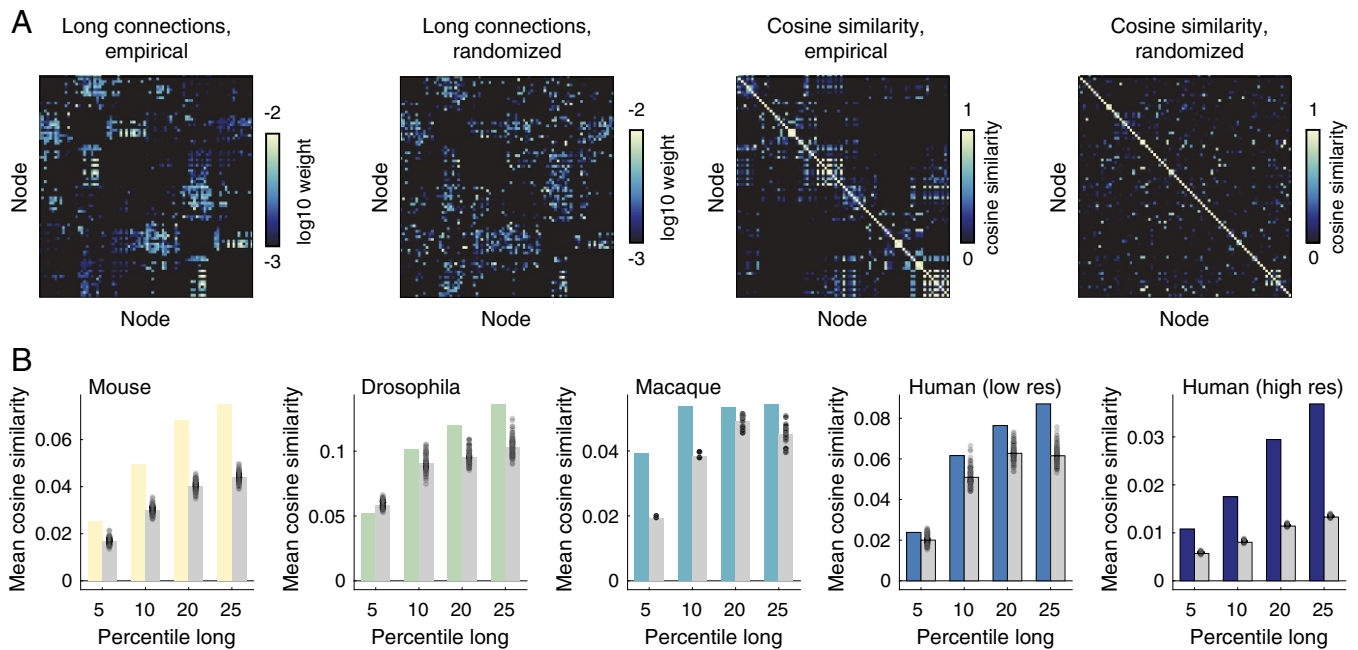 A
Long connections,
empirical
Node
Node
-2
-3
log10 weight
Long connections,
randomized
Node
Node
-2
-3
log10 weight
Cosine similarity,
empirical
Node
Node
1
0
cosine similarity
Cosine similarity,
randomized
Node
Node
1
0
cosine similarity
B
Mouse
Mean cosine similarity
0.06
0.04
0.02
0
5 10 20 25
Percentile long
Drosophila
Mean cosine similarity
0.1
0.05
0
5 10 20 25
Percentile long
Macaque
Mean cosine similarity
0.04
0.02
0
5 10 20 25
Percentile long
Human (low res)
Mean cosine similarity
0.08
0.06
0.04
0.02
0
5 10 20 25
Percentile long
Human (high res)
Mean cosine similarity
0.03
0.02
0.01
0
5 10 20 25
Percentile long